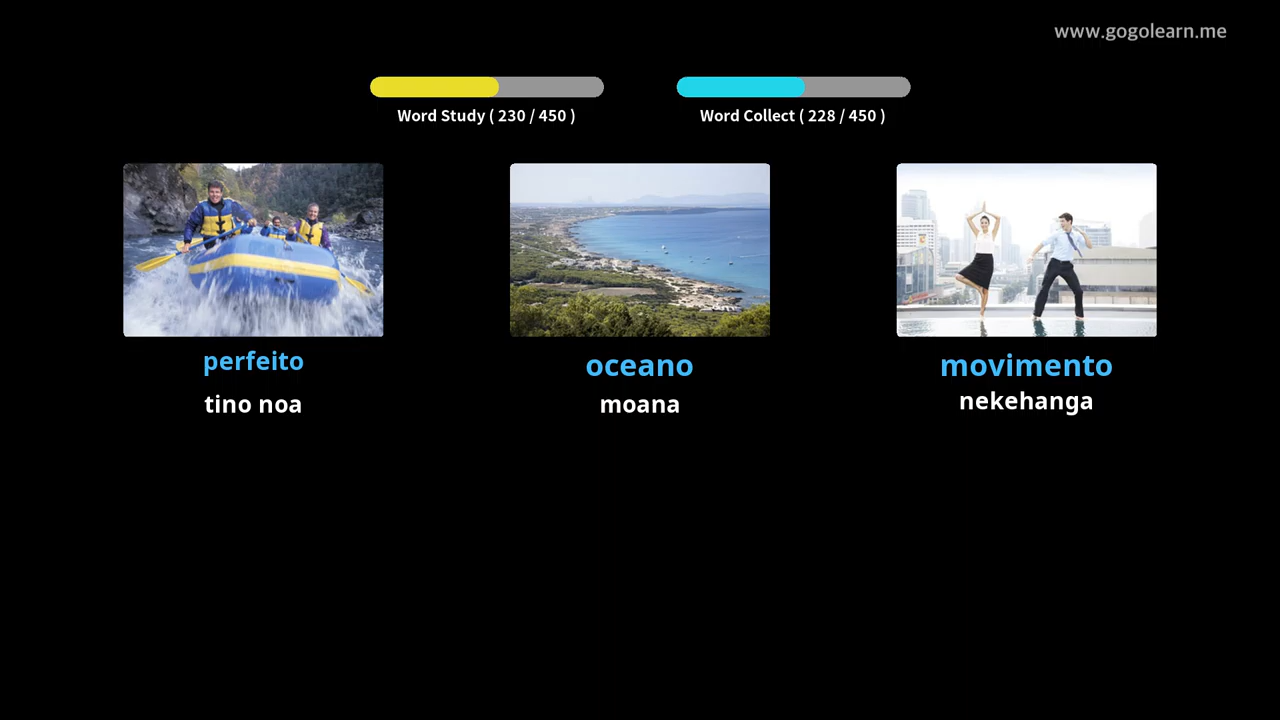 www.gogolearn.me
Word Study ( 230 / 450 )
Word Collect ( 228 / 450 )
perfeito
tino noa
oceano
moana
movimento
nekehanga